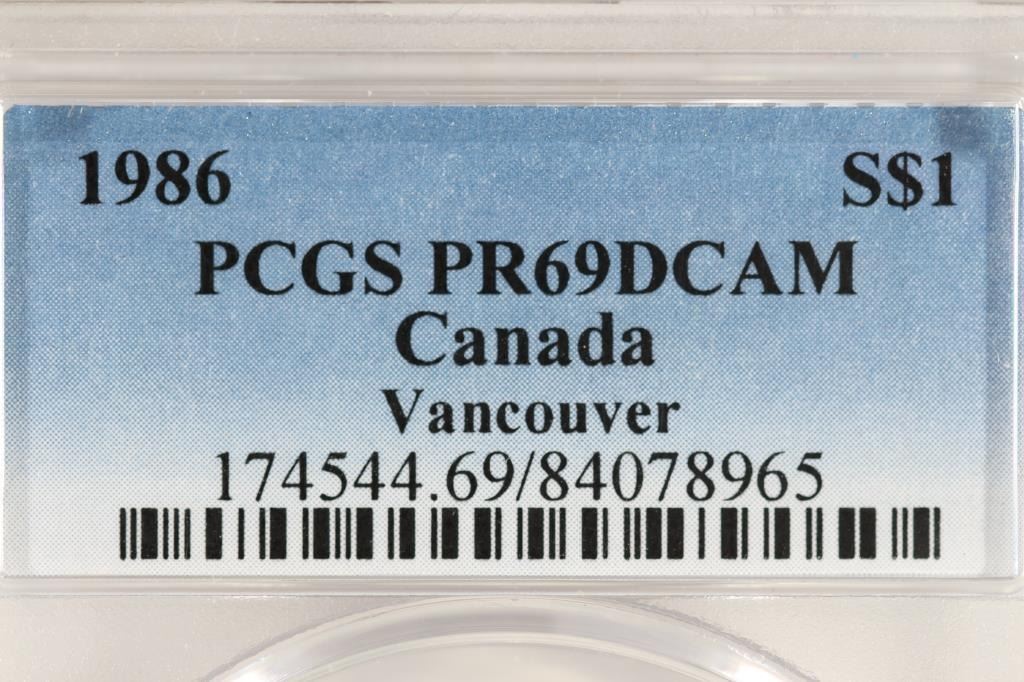 1986 S$1
PCGS PR69DCAM
Canada
Vancouver
174544.69/84078965